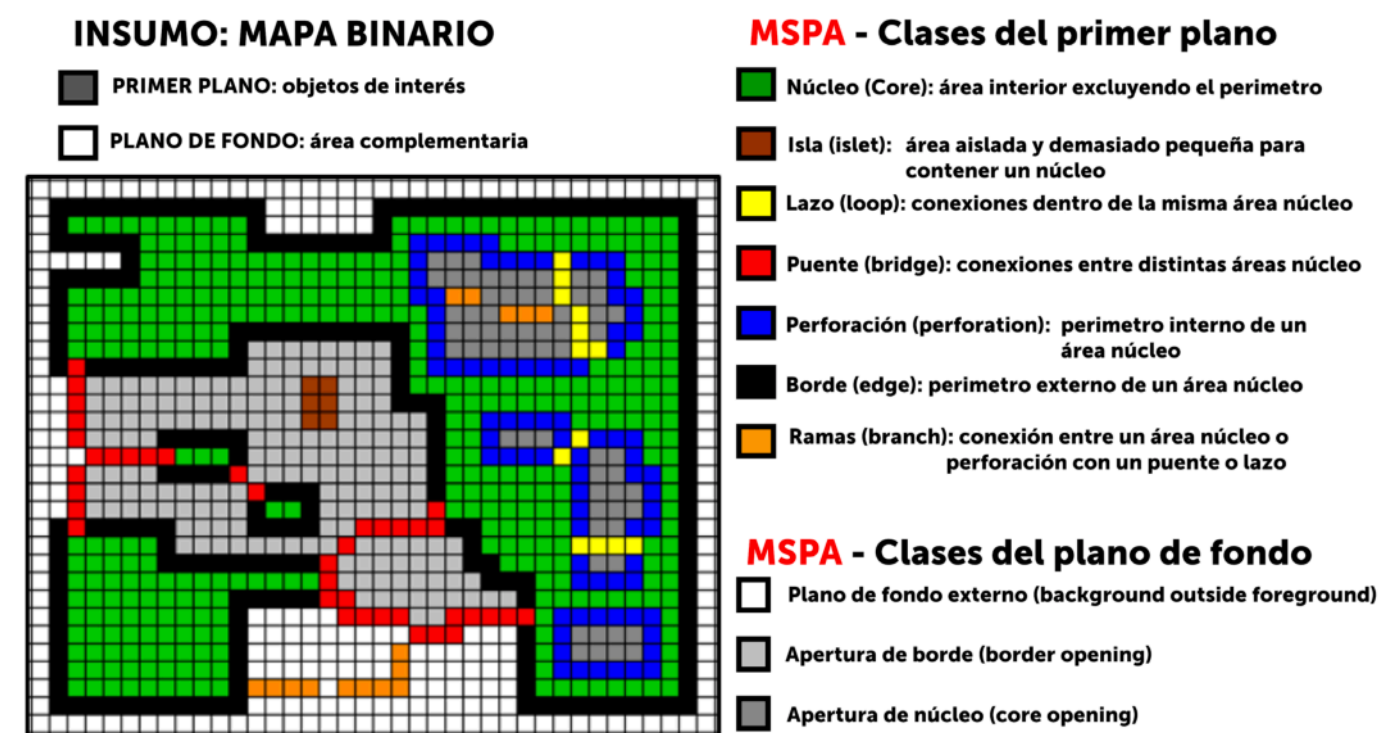 INSUMO: MAPA BINARIO
PRIMER PLANO: objetos de interés
PLANO DE FONDO: área complementaria
MSPA - Clases del primer plano
Núcleo (Core): área interior excluyendo el perimetro
Isla (islet): área aislada y demasiado pequeña para
contener un núcleo
Lazo (loop): conexiones dentro de la misma área núcleo
Puente (bridge): conexiones entre distintas áreas núcleo
Perforación (perforation): perimetro interno de un
área núcleo
Borde (edge): perimetro externo de un área núcleo
Ramas (branch): conexión entre un área núcleo o
perforación con un puente o lazo
MSPA - Clases del plano de fondo
Plano de fondo externo (background outside foreground)
Apertura de borde (border opening)
Apertura de núcleo (core opening)